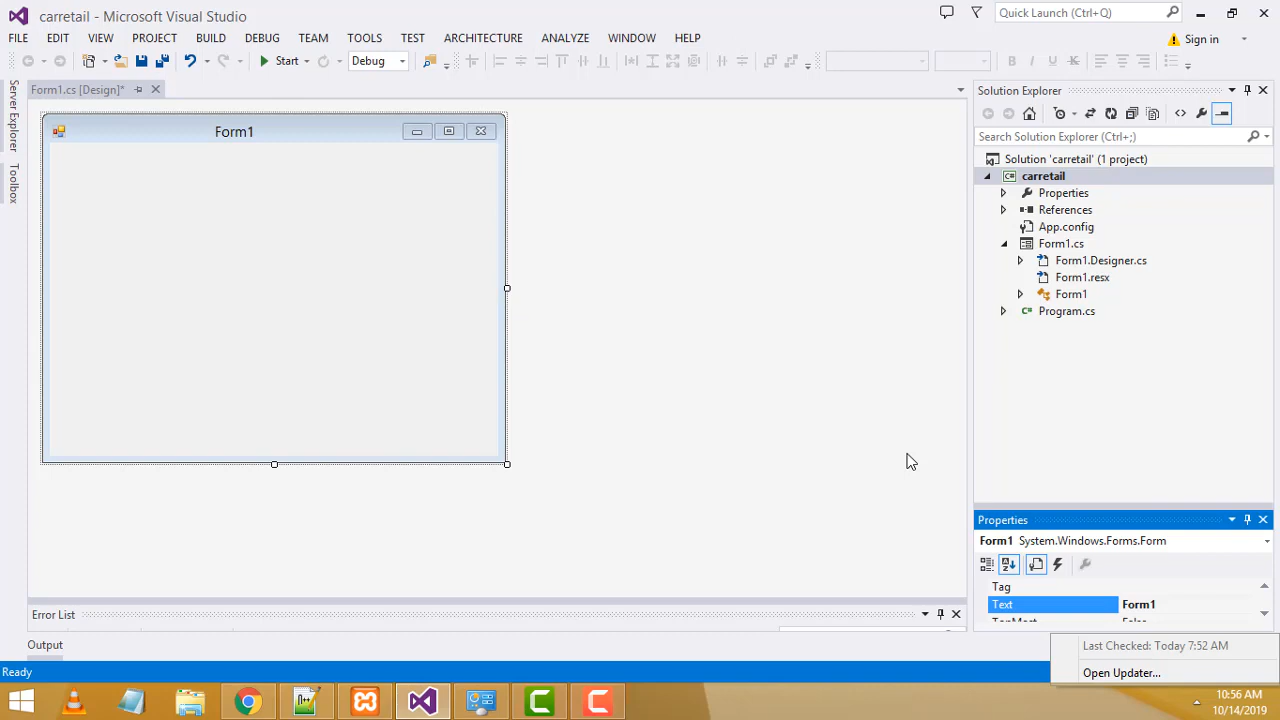 carretail - Microsoft Visual Studio
Quick Launch (Ctrl+Q)
FILE EDIT VIEW PROJECT BUILD DEBUG TEAM TOOLS TEST ARCHITECTURE ANALYZE WINDOW HELP
Sign in
Start Debug
Server Explorer
Toolbox
Form1.cs [Design]*
Form1
Solution Explorer
Search Solution Explorer (Ctrl+;)
Solution 'carretail' (1 project)
carretail
Properties
References
App.config
Form1.cs
Form1.Designer.cs
Form1.resx
Form1
Program.cs
Properties
Form1 System.Windows.Forms.Form
Tag
Text Form1
TopMost False
Error List
Output
Last Checked: Today 7:52 AM
Open Updater...
Ready
10:56 AM
10/14/2019